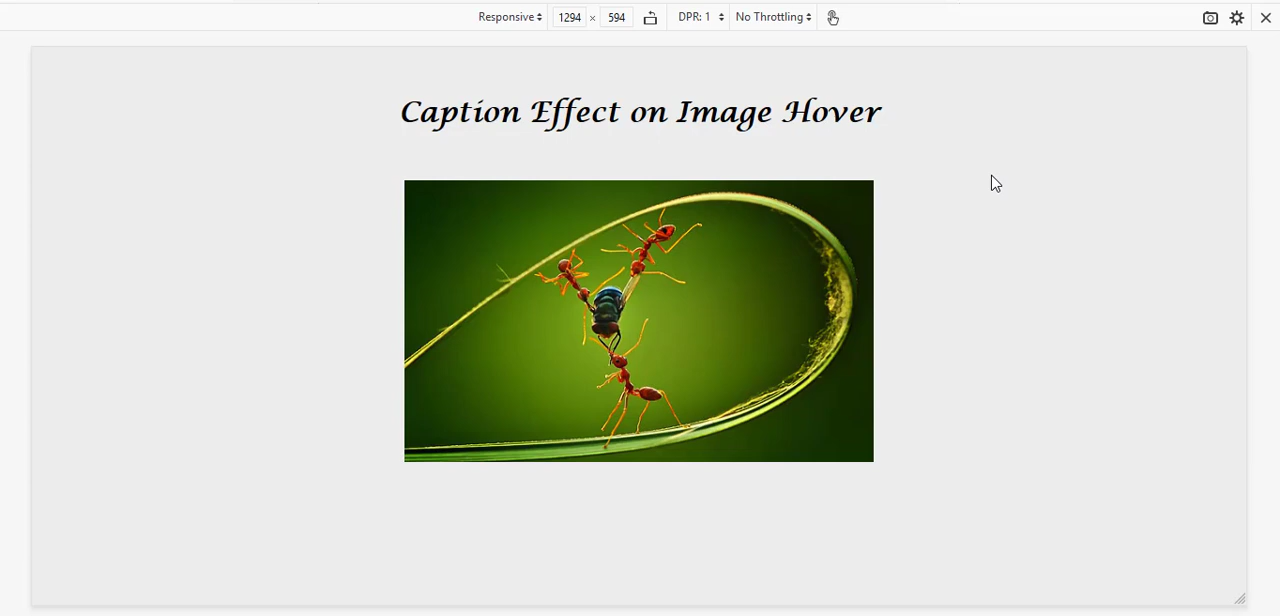 Responsive 1294 × 594 DPR: 1 No Throttling
Caption Effect on Image Hover